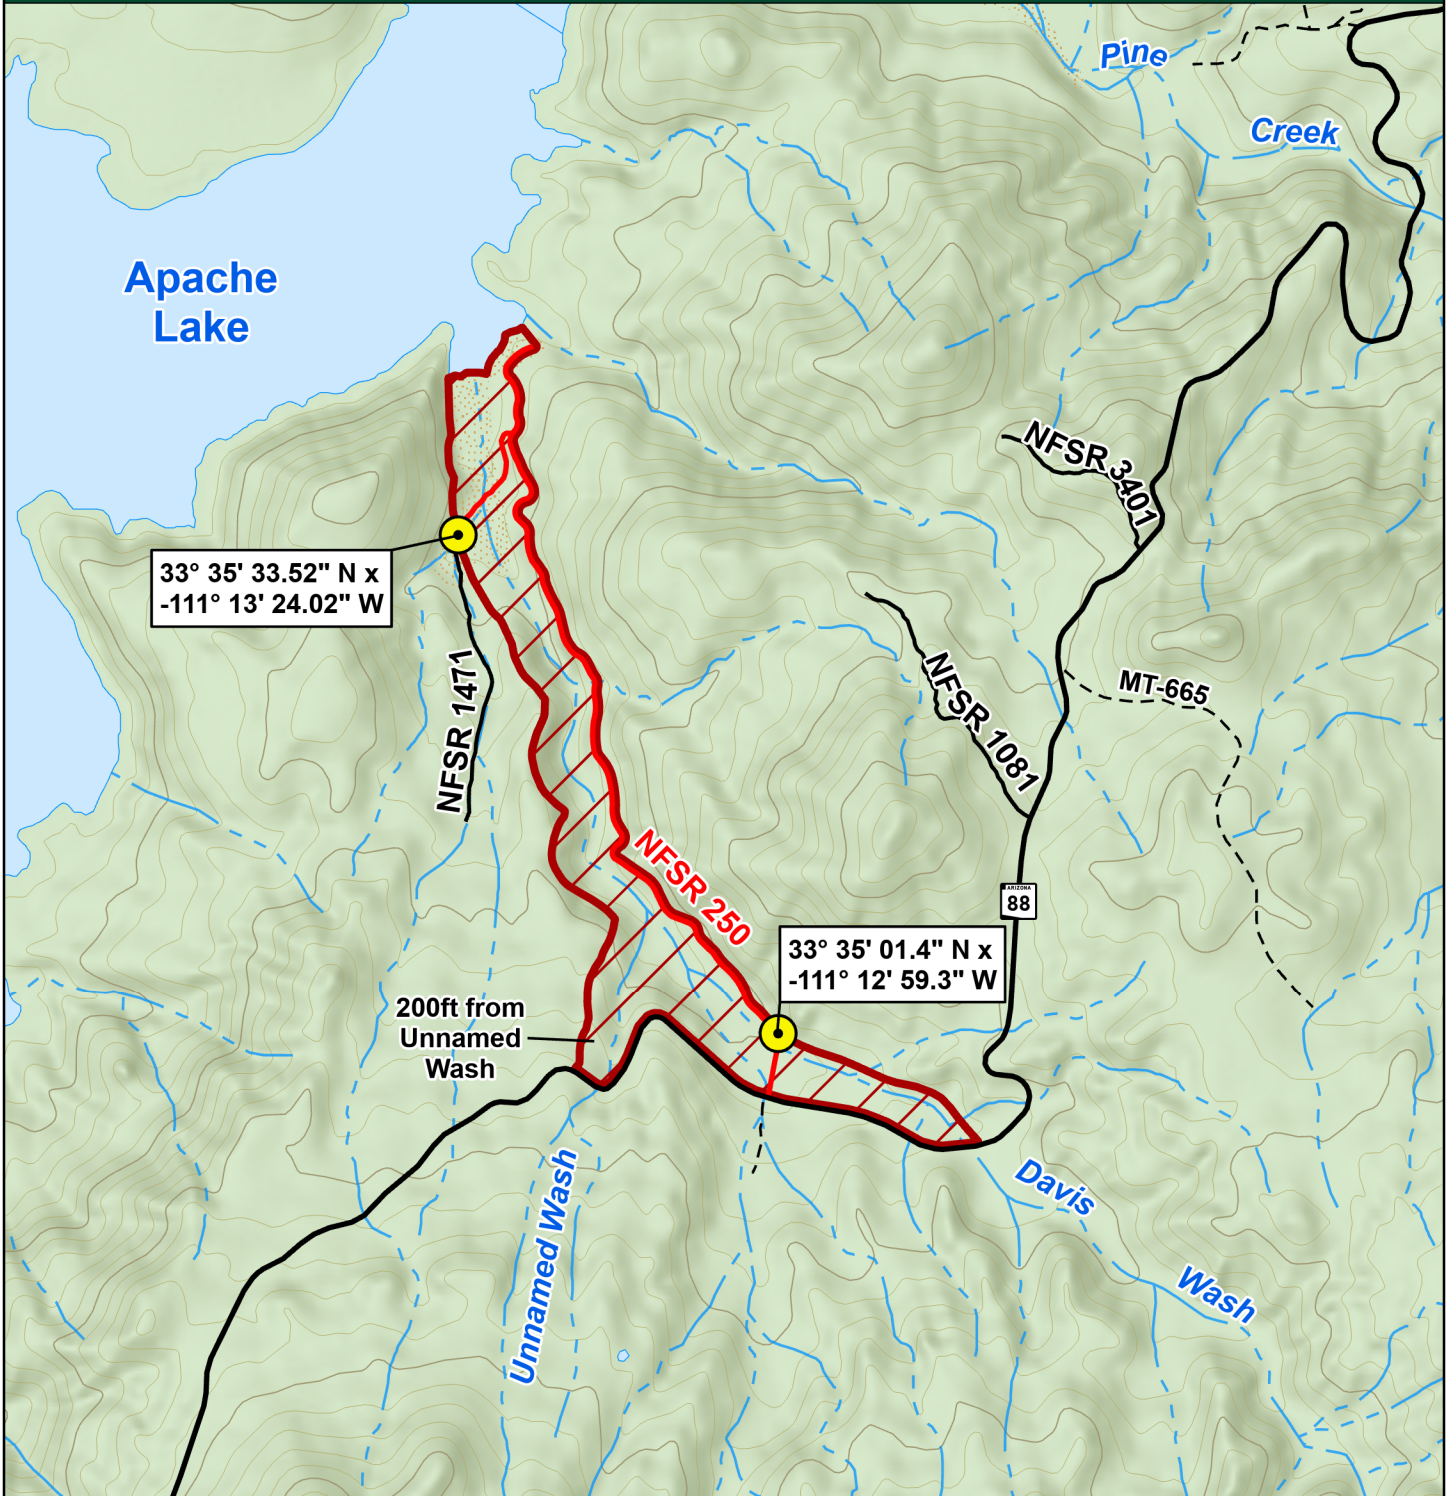 Pine
Creek
Apache
Lake
NFSR 3401
33° 35' 33.52" N x
-111° 13' 24.02" W
NFSR 1471
NFSR 1081
MT-665
NFSR 250
ARIZONA
88
33° 35' 01.4" N x
-111° 12' 59.3" W
200ft from
Unnamed
Wash
Unnamed Wash
Davis
Wash